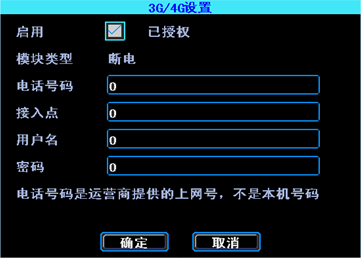 3G/4G设置
启用 已授权
模块类型 断电
电话号码 0
接入点 0
用户名 0
密码 0
电话号码是运营商提供的上网号，不是本机号码
确定 取消